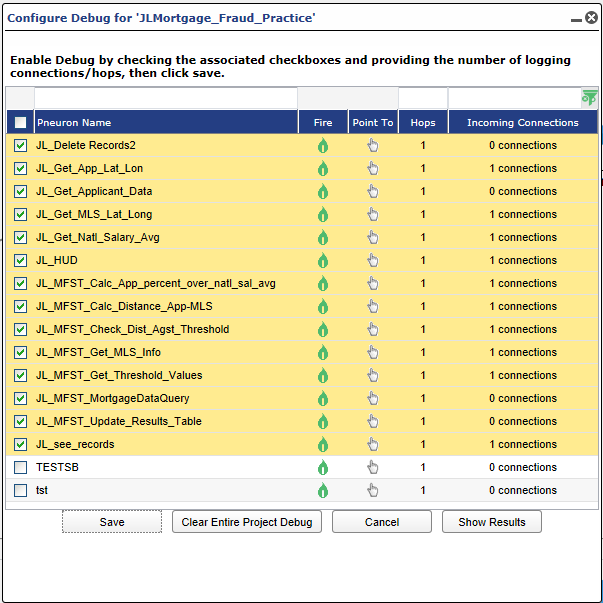 Configure Debug for 'JLMortgage_Fraud_Practice'
Enable Debug by checking the associated checkboxes and providing the number of logging
connections/hops, then click save.
Pneuron Name Fire Point To Hops Incoming Connections
JL_Delete Records2 1 0 connections
JL_Get_App_Lat_Lon 1 1 connections
JL_Get_Applicant_Data 1 0 connections
JL_Get_MLS_Lat_Long 1 1 connections
JL_Get_Natl_Salary_Avg 1 1 connections
JL_HUD 1 1 connections
JL_MFST_Calc_App_percent_over_natl_sal_avg 1 1 connections
JL_MFST_Calc_Distance_App-MLS 1 1 connections
JL_MFST_Check_Dist_Agst_Threshold 1 1 connections
JL_MFST_Get_MLS_Info 1 1 connections
JL_MFST_Get_Threshold_Values 1 1 connections
JL_MFST_MortgageDataQuery 1 0 connections
JL_MFST_Update_Results_Table 1 0 connections
JL_see_records 1 1 connections
TESTSB 1 0 connections
tst 1 0 connections
Save Clear Entire Project Debug Cancel Show Results